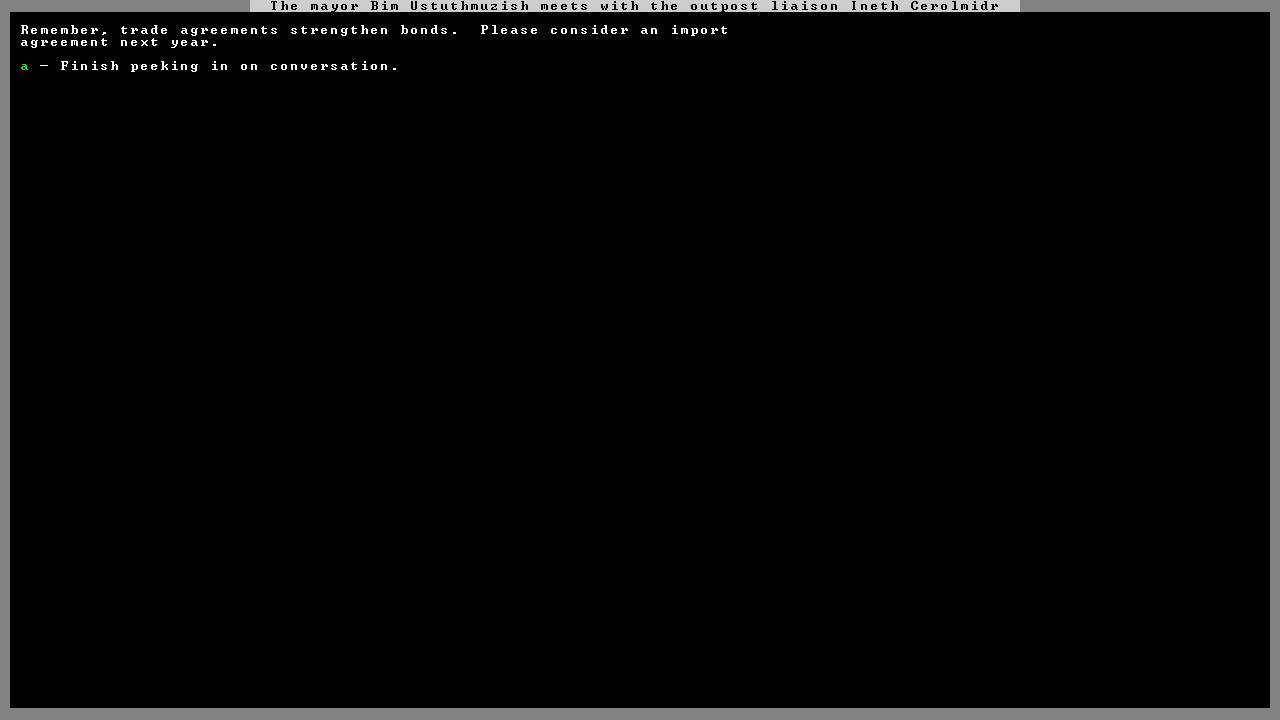 The mayor Bim Ustuthmuzish meets with the outpost liaison Ineth Cerolmidr
Remember, trade agreements strengthen bonds.  Please consider an import
agreement next year.
a - Finish peeking in on conversation.